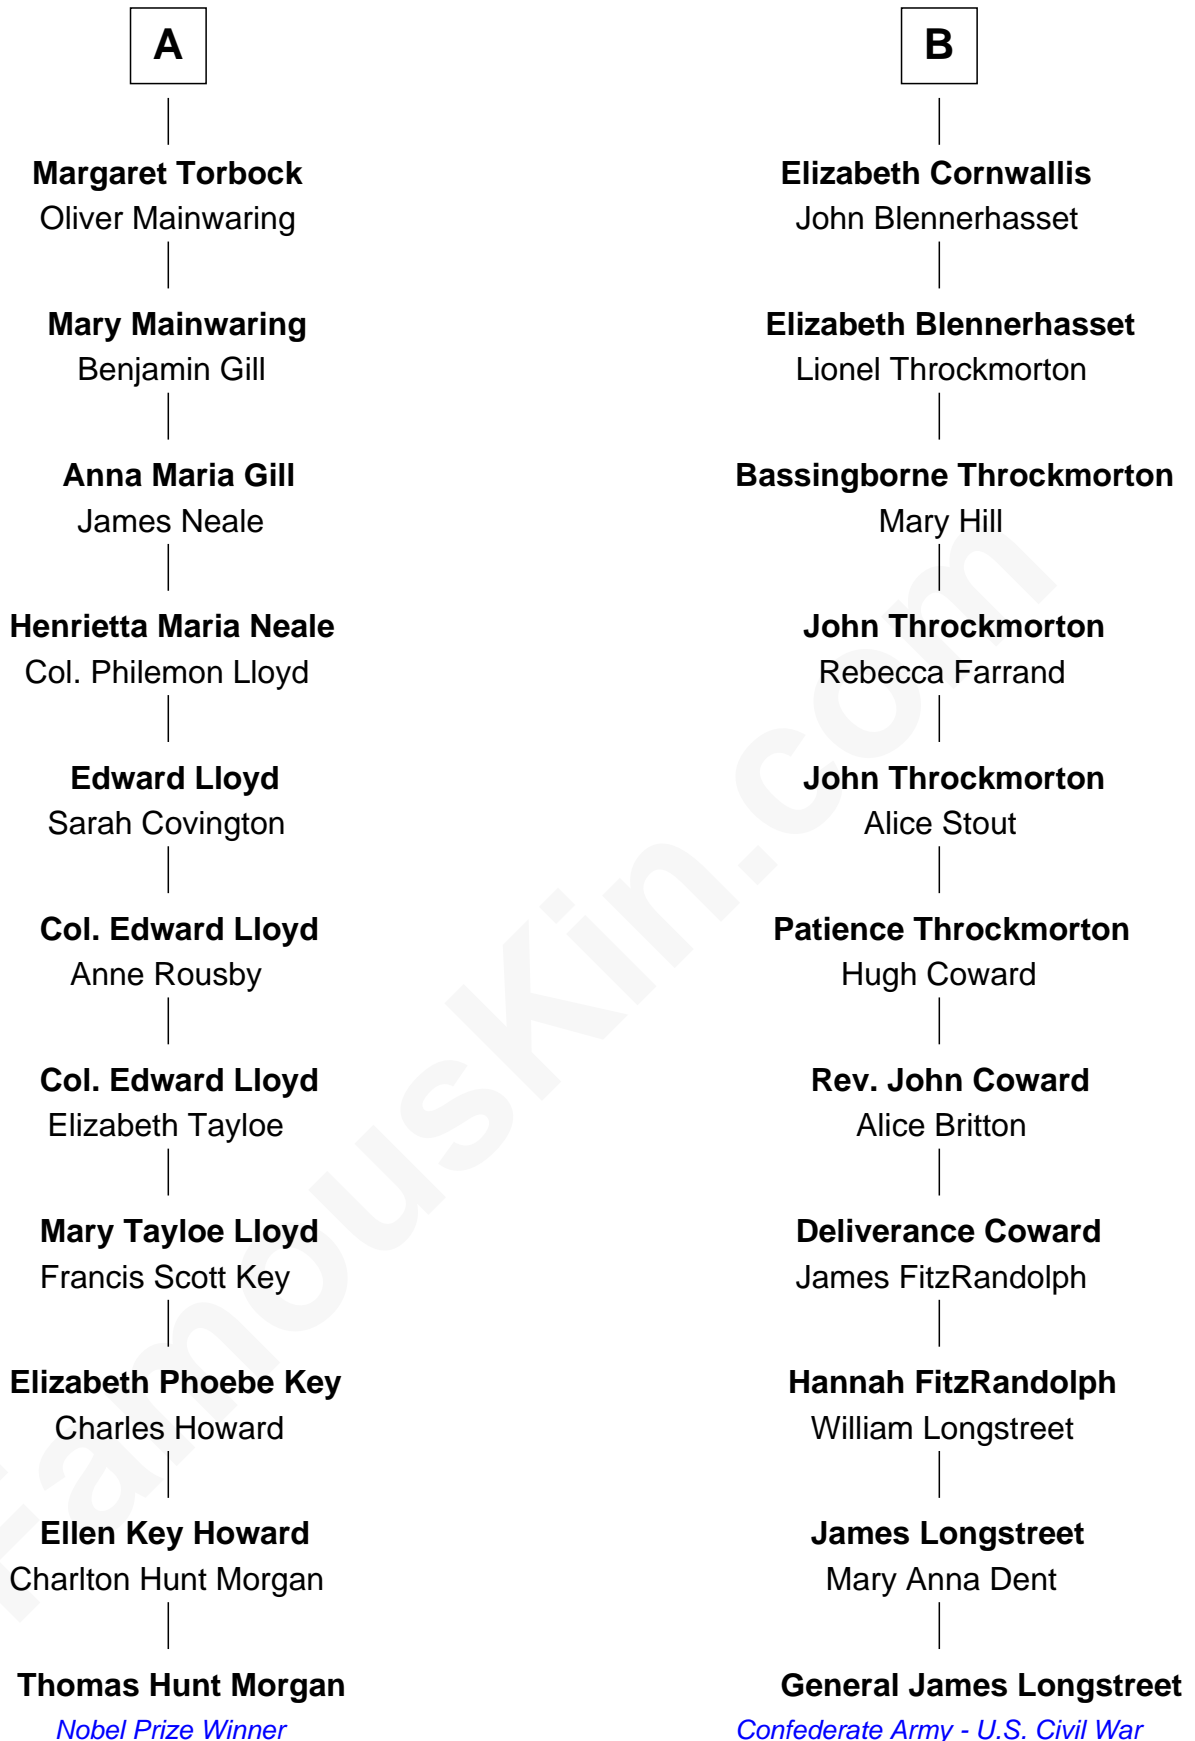 A
Margaret Torbock
Oliver Mainwaring
Mary Mainwaring
Benjamin Gill
Anna Maria Gill
James Neale
Henrietta Maria Neale
Col. Philemon Lloyd
Edward Lloyd
Sarah Covington
Col. Edward Lloyd
Anne Rousby
Col. Edward Lloyd
Elizabeth Tayloe
Mary Tayloe Lloyd
Francis Scott Key
Elizabeth Phoebe Key
Charles Howard
Ellen Key Howard
Charlton Hunt Morgan
Thomas Hunt Morgan
Nobel Prize Winner
B
Elizabeth Cornwallis
John Blennerhasset
Elizabeth Blennerhasset
Lionel Throckmorton
Bassingborne Throckmorton
Mary Hill
John Throckmorton
Rebecca Farrand
John Throckmorton
Alice Stout
Patience Throckmorton
Hugh Coward
Rev. John Coward
Alice Britton
Deliverance Coward
James FitzRandolph
Hannah FitzRandolph
William Longstreet
James Longstreet
Mary Anna Dent
General James Longstreet
Confederate Army - U.S. Civil War
FamousKin.com